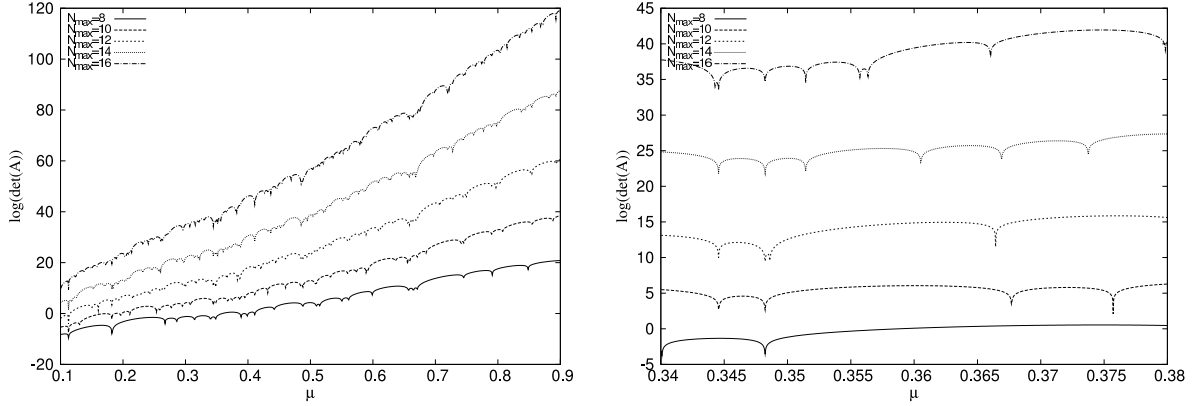 N_max=8
N_max=10
N_max=12
N_max=14
N_max=16
log(det(A))
120
100
80
60
40
20
0
-20
0.1 0.2 0.3 0.4 0.5 0.6 0.7 0.8 0.9
μ
N_max=8
N_max=10
N_max=12
N_max=14
N_max=16
log(det(A))
45
40
35
30
25
20
15
10
5
0
-5
0.34 0.345 0.35 0.355 0.36 0.365 0.37 0.375 0.38
μ